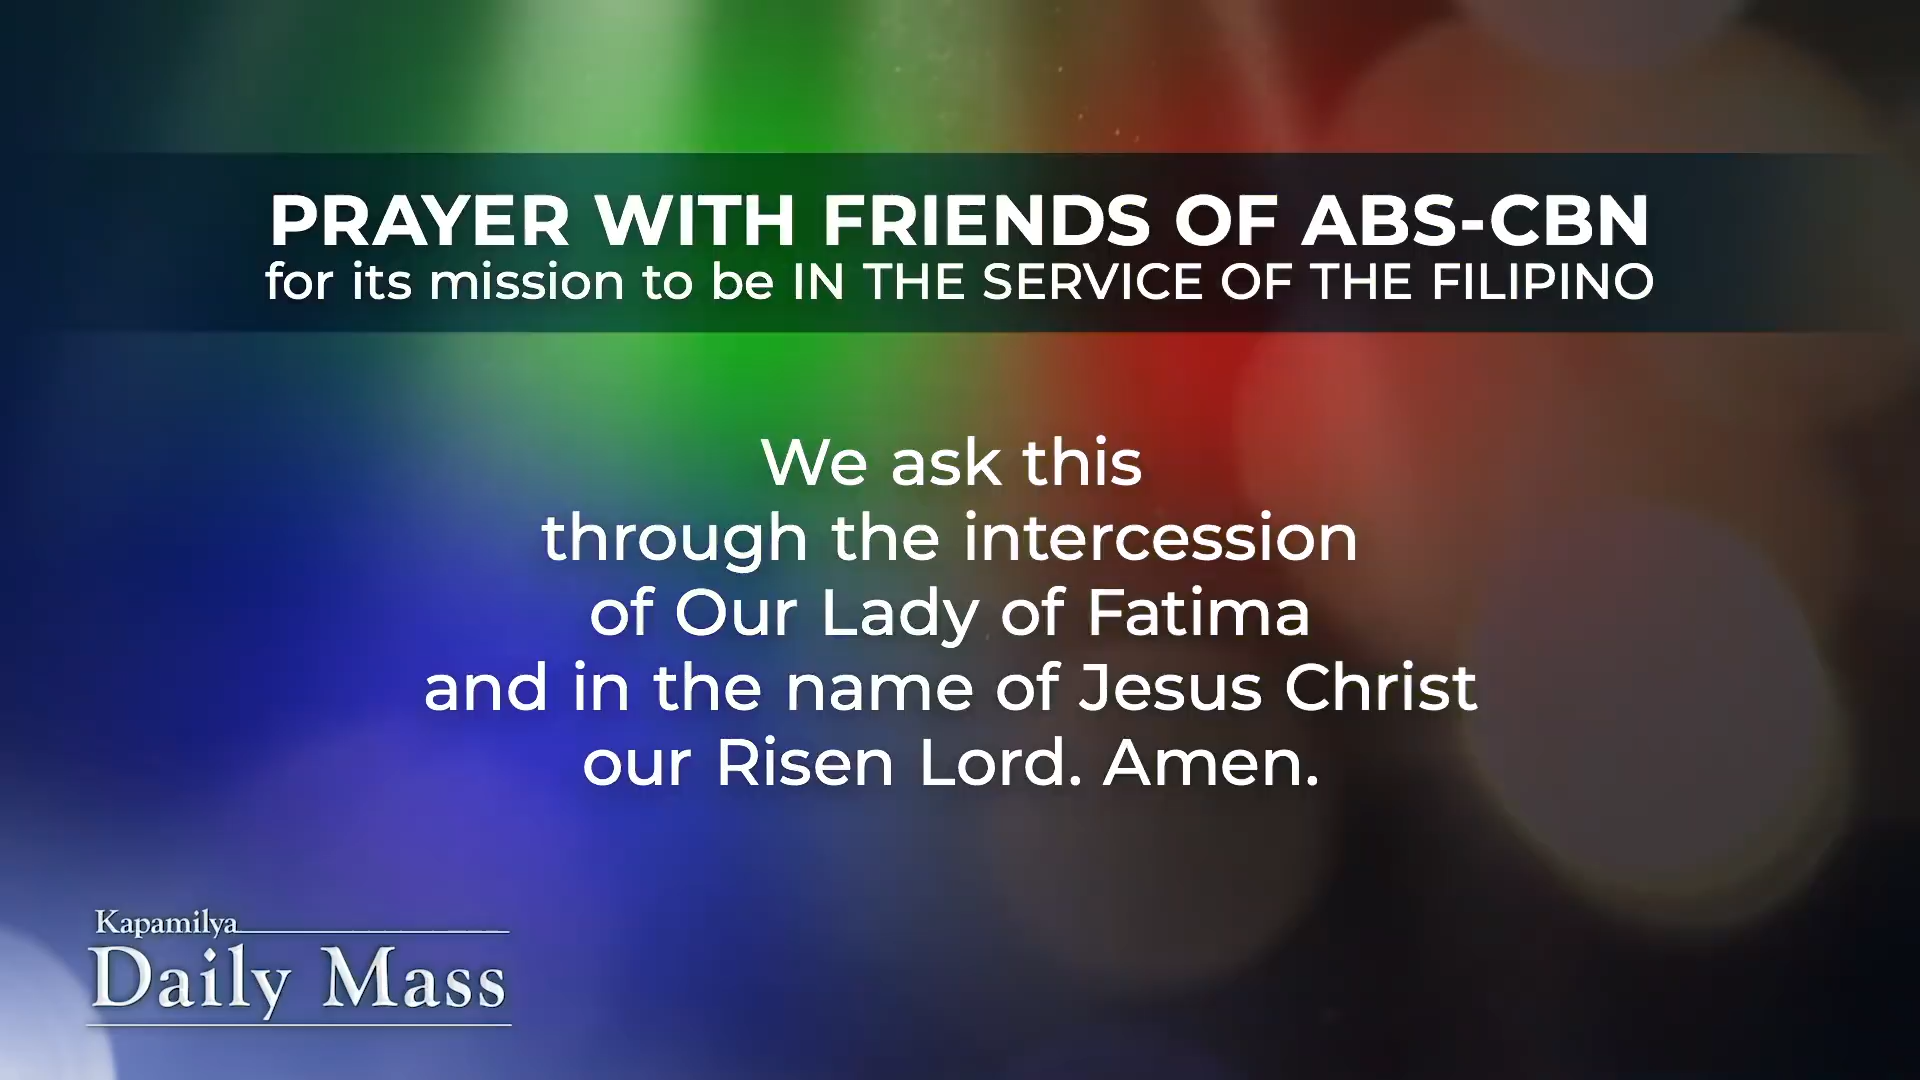 PRAYER WITH FRIENDS OF ABS-CBN
for its mission to be IN THE SERVICE OF THE FILIPINO
We ask this
through the intercession
of Our Lady of Fatima
and in the name of Jesus Christ
our Risen Lord. Amen.
Kapamilya
Daily Mass